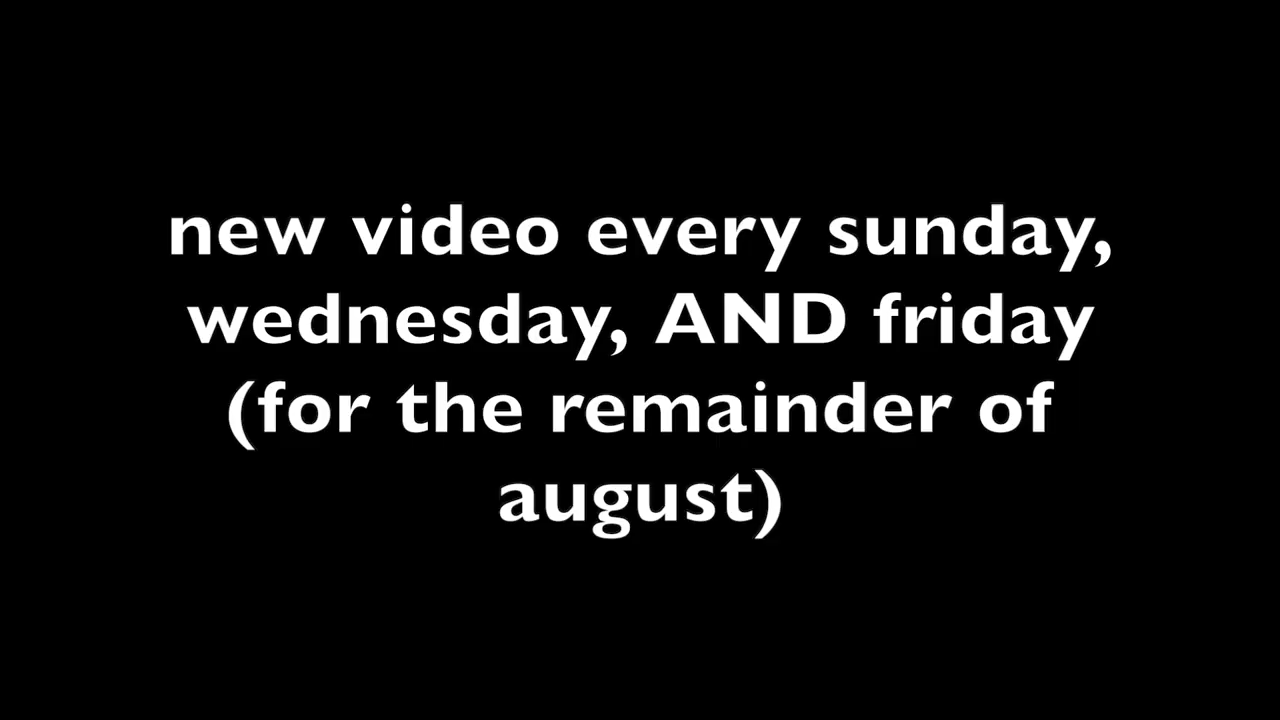 new video every sunday,
wednesday, AND friday
(for the remainder of
august)